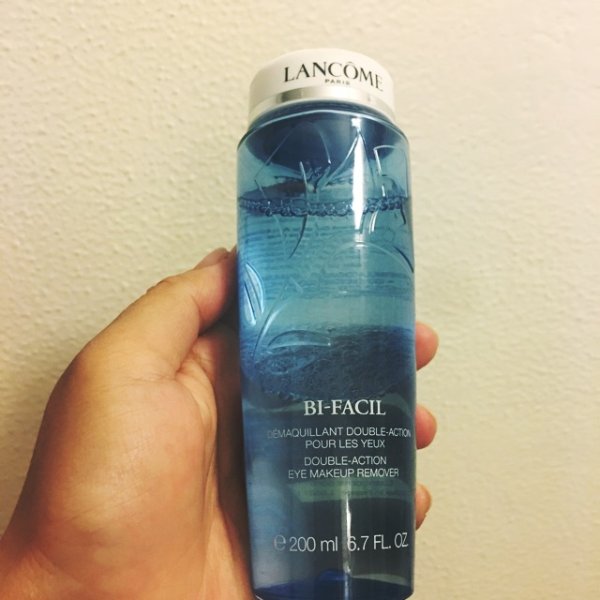 LANCÔME
PARIS
BI-FACIL
DÉMAQUILLANT DOUBLE-ACTION
POUR LES YEUX
DOUBLE-ACTION
EYE MAKEUP REMOVER
℮ 200 ml 6.7 FL. OZ